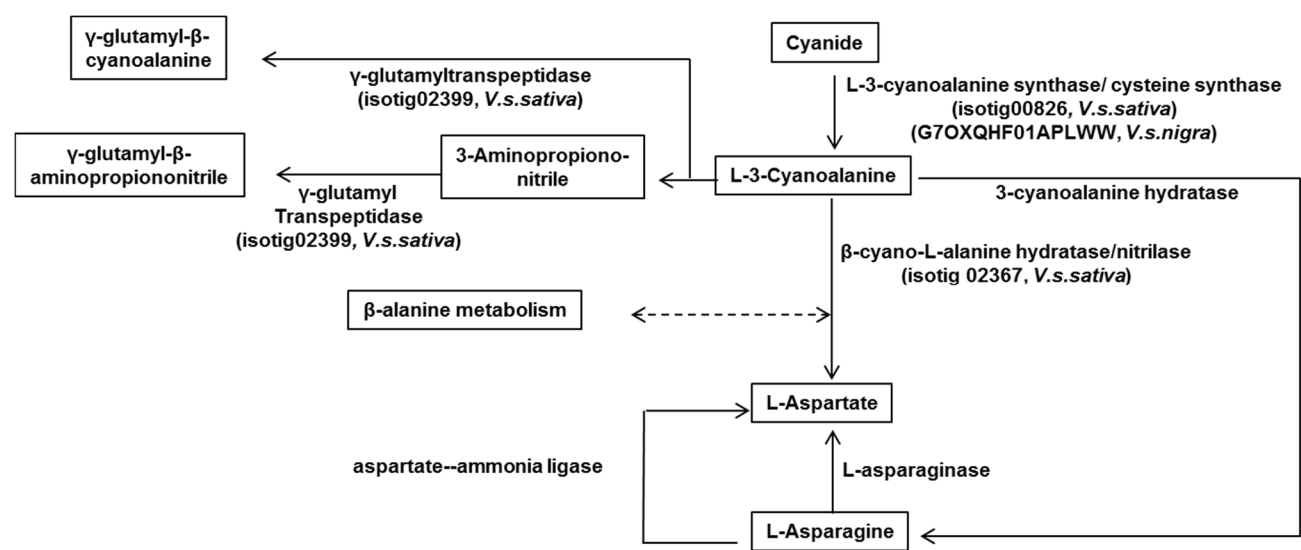 γ-glutamyl-β-
cyanoalanine
Cyanide
γ-glutamyltranspeptidase
(isotig02399, V.s.sativa)
L-3-cyanoalanine synthase/ cysteine synthase
(isotig00826, V.s.sativa)
(G7OXQHF01APLWW, V.s.nigra)
γ-glutamyl-β-
aminopropiononitrile
3-Aminopropiono-
nitrile
L-3-Cyanoalanine
3-cyanoalanine hydratase
γ-glutamyl
Transpeptidase
(isotig02399, V.s.sativa)
β-cyano-L-alanine hydratase/nitrilase
(isotig 02367, V.s.sativa)
β-alanine metabolism
L-Aspartate
aspartate--ammonia ligase
L-asparaginase
L-Asparagine